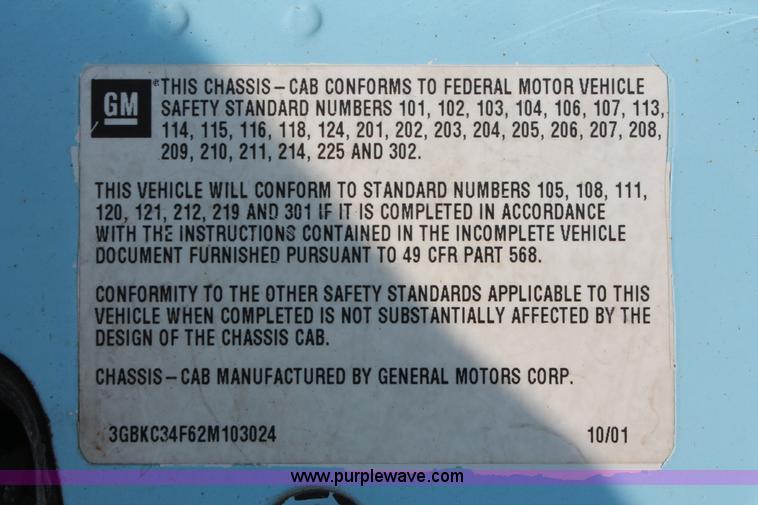 GM
® THIS CHASSIS-CAB CONFORMS TO FEDERAL MOTOR VEHICLE
SAFETY STANDARD NUMBERS 101, 102, 103, 104, 106, 107, 113,
114, 115, 116, 118, 124, 201, 202, 203, 204, 205, 206, 207, 208,
209, 210, 211, 214, 225 AND 302.
THIS VEHICLE WILL CONFORM TO STANDARD NUMBERS 105, 108, 111,
120, 121, 212, 219 AND 301 IF IT IS COMPLETED IN ACCORDANCE
WITH THE INSTRUCTIONS CONTAINED IN THE INCOMPLETE VEHICLE
DOCUMENT FURNISHED PURSUANT TO 49 CFR PART 568.
CONFORMITY TO THE OTHER SAFETY STANDARDS APPLICABLE TO THIS
VEHICLE WHEN COMPLETED IS NOT SUBSTANTIALLY AFFECTED BY THE
DESIGN OF THE CHASSIS CAB.
CHASSIS-CAB MANUFACTURED BY GENERAL MOTORS CORP.
3GBKC34F62M103024 10/01
www.purplewave.com